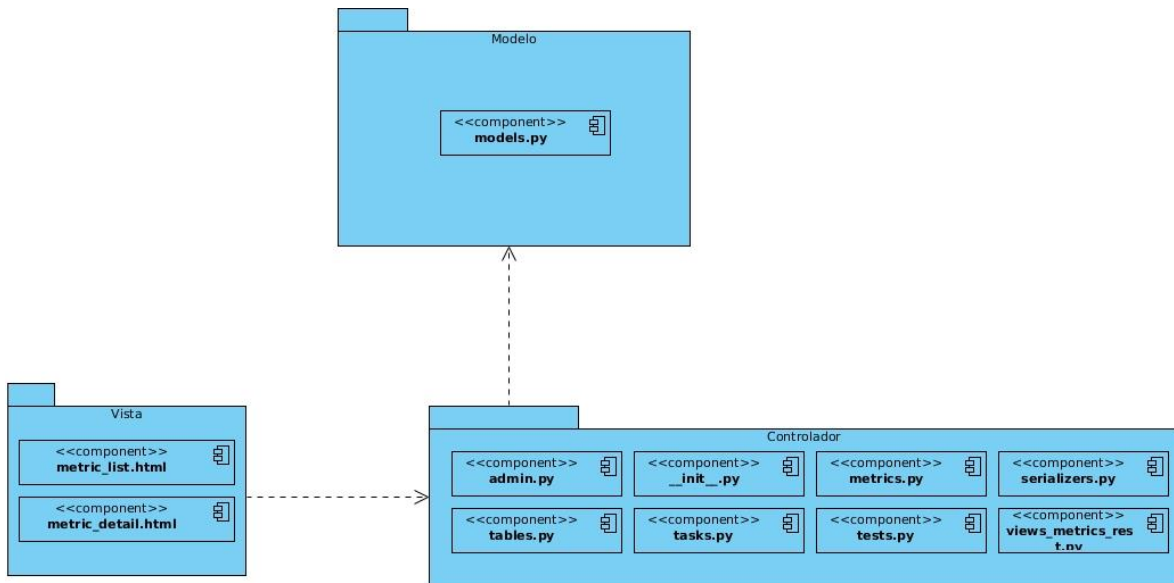 Modelo
<<component>>
models.py
Vista
<<component>>
metric_list.html
<<component>>
metric_detail.html
Controlador
<<component>>
admin.py
<<component>>
__init__.py
<<component>>
metrics.py
<<component>>
serializers.py
<<component>>
tables.py
<<component>>
tasks.py
<<component>>
tests.py
<<component>>
views_metrics_res
t.py